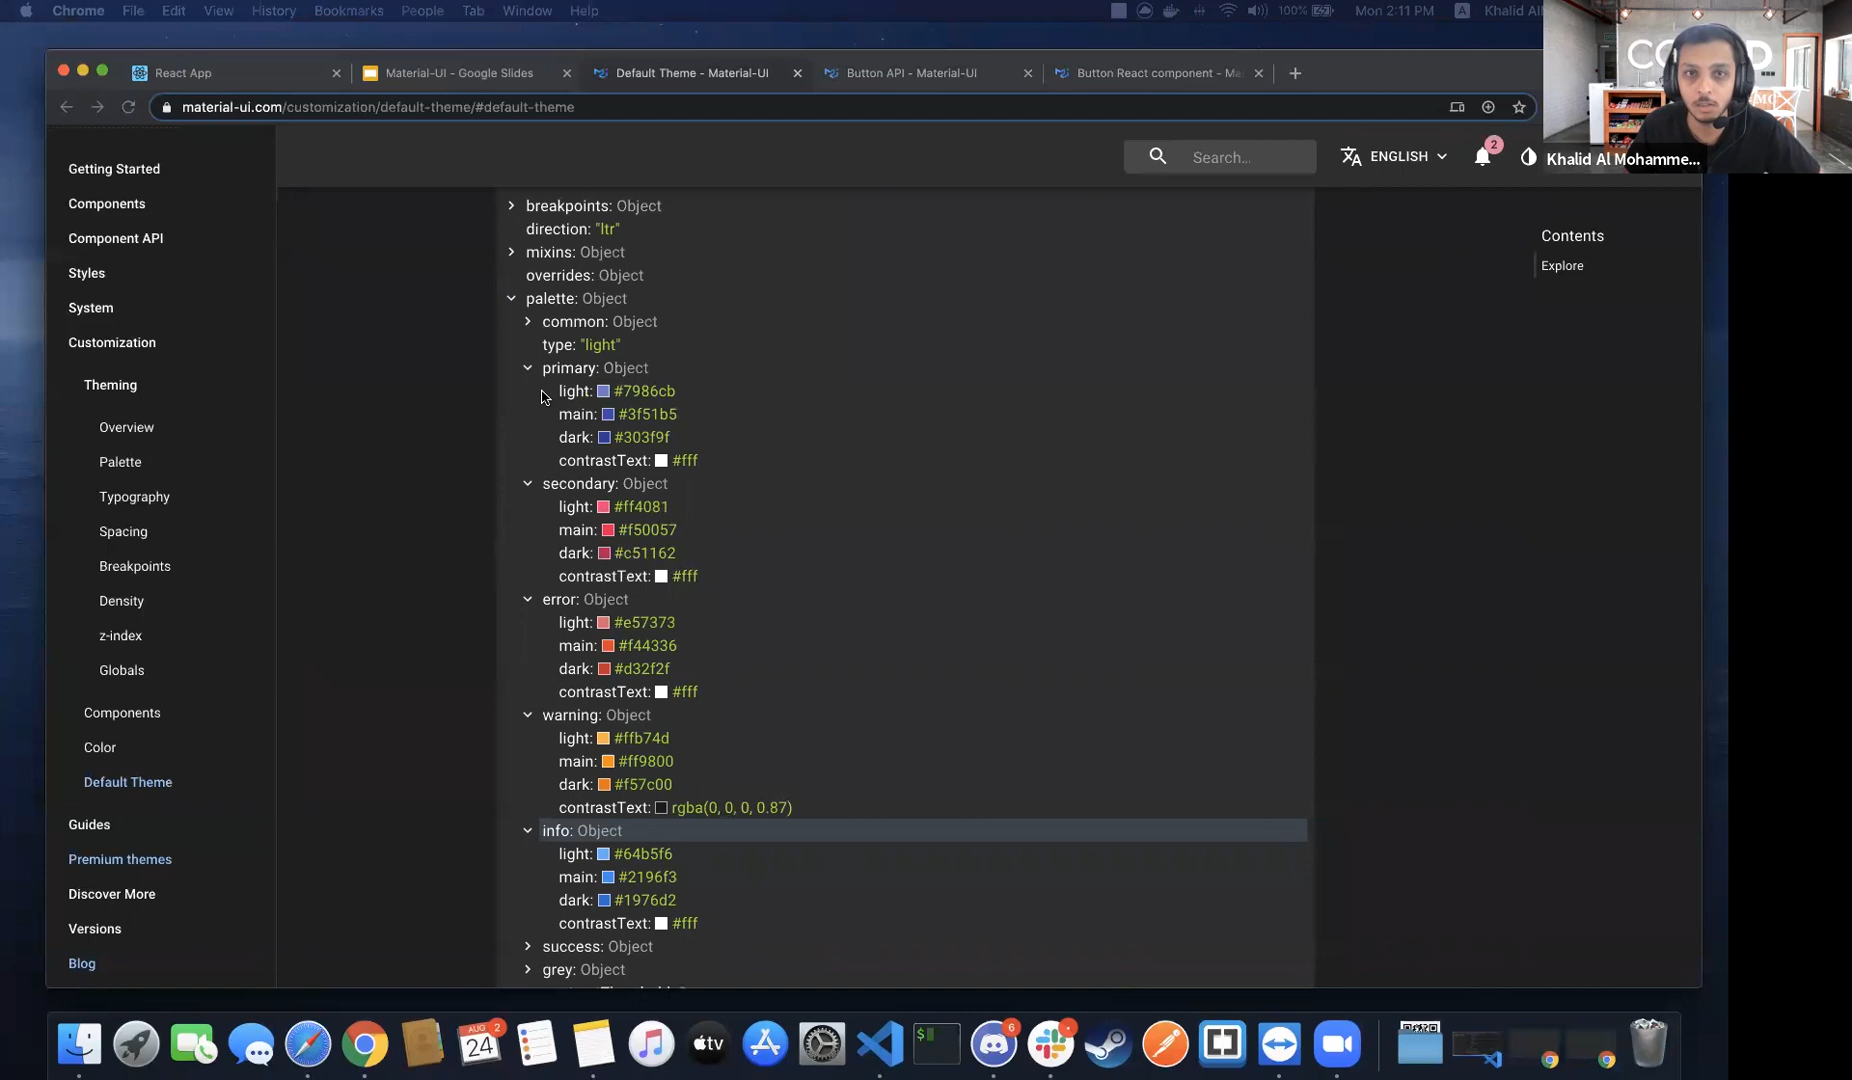 Chrome File Edit View History Bookmarks People Tab Window Help
100% Mon 2:11 PM A Khalid Al
React App
Material-UI - Google Slides
Default Theme - Material-UI
Button API - Material-UI
Button React component - Ma
material-ui.com/customization/default-theme/#default-theme
Khalid Al Mohamme...
Search…
ENGLISH
2
Getting Started
Components
Component API
Styles
System
Customization
Theming
Overview
Palette
Typography
Spacing
Breakpoints
Density
z-index
Globals
Components
Color
Default Theme
Guides
Premium themes
Discover More
Versions
Blog
breakpoints: Object
direction: "ltr"
mixins: Object
overrides: Object
palette: Object
common: Object
type: "light"
primary: Object
light: #7986cb
main: #3f51b5
dark: #303f9f
contrastText: #fff
secondary: Object
light: #ff4081
main: #f50057
dark: #c51162
contrastText: #fff
error: Object
light: #e57373
main: #f44336
dark: #d32f2f
contrastText: #fff
warning: Object
light: #ffb74d
main: #ff9800
dark: #f57c00
contrastText: rgba(0, 0, 0, 0.87)
info: Object
light: #64b5f6
main: #2196f3
dark: #1976d2
contrastText: #fff
success: Object
grey: Object
Contents
Explore
AUG
24
2
tv
$
6